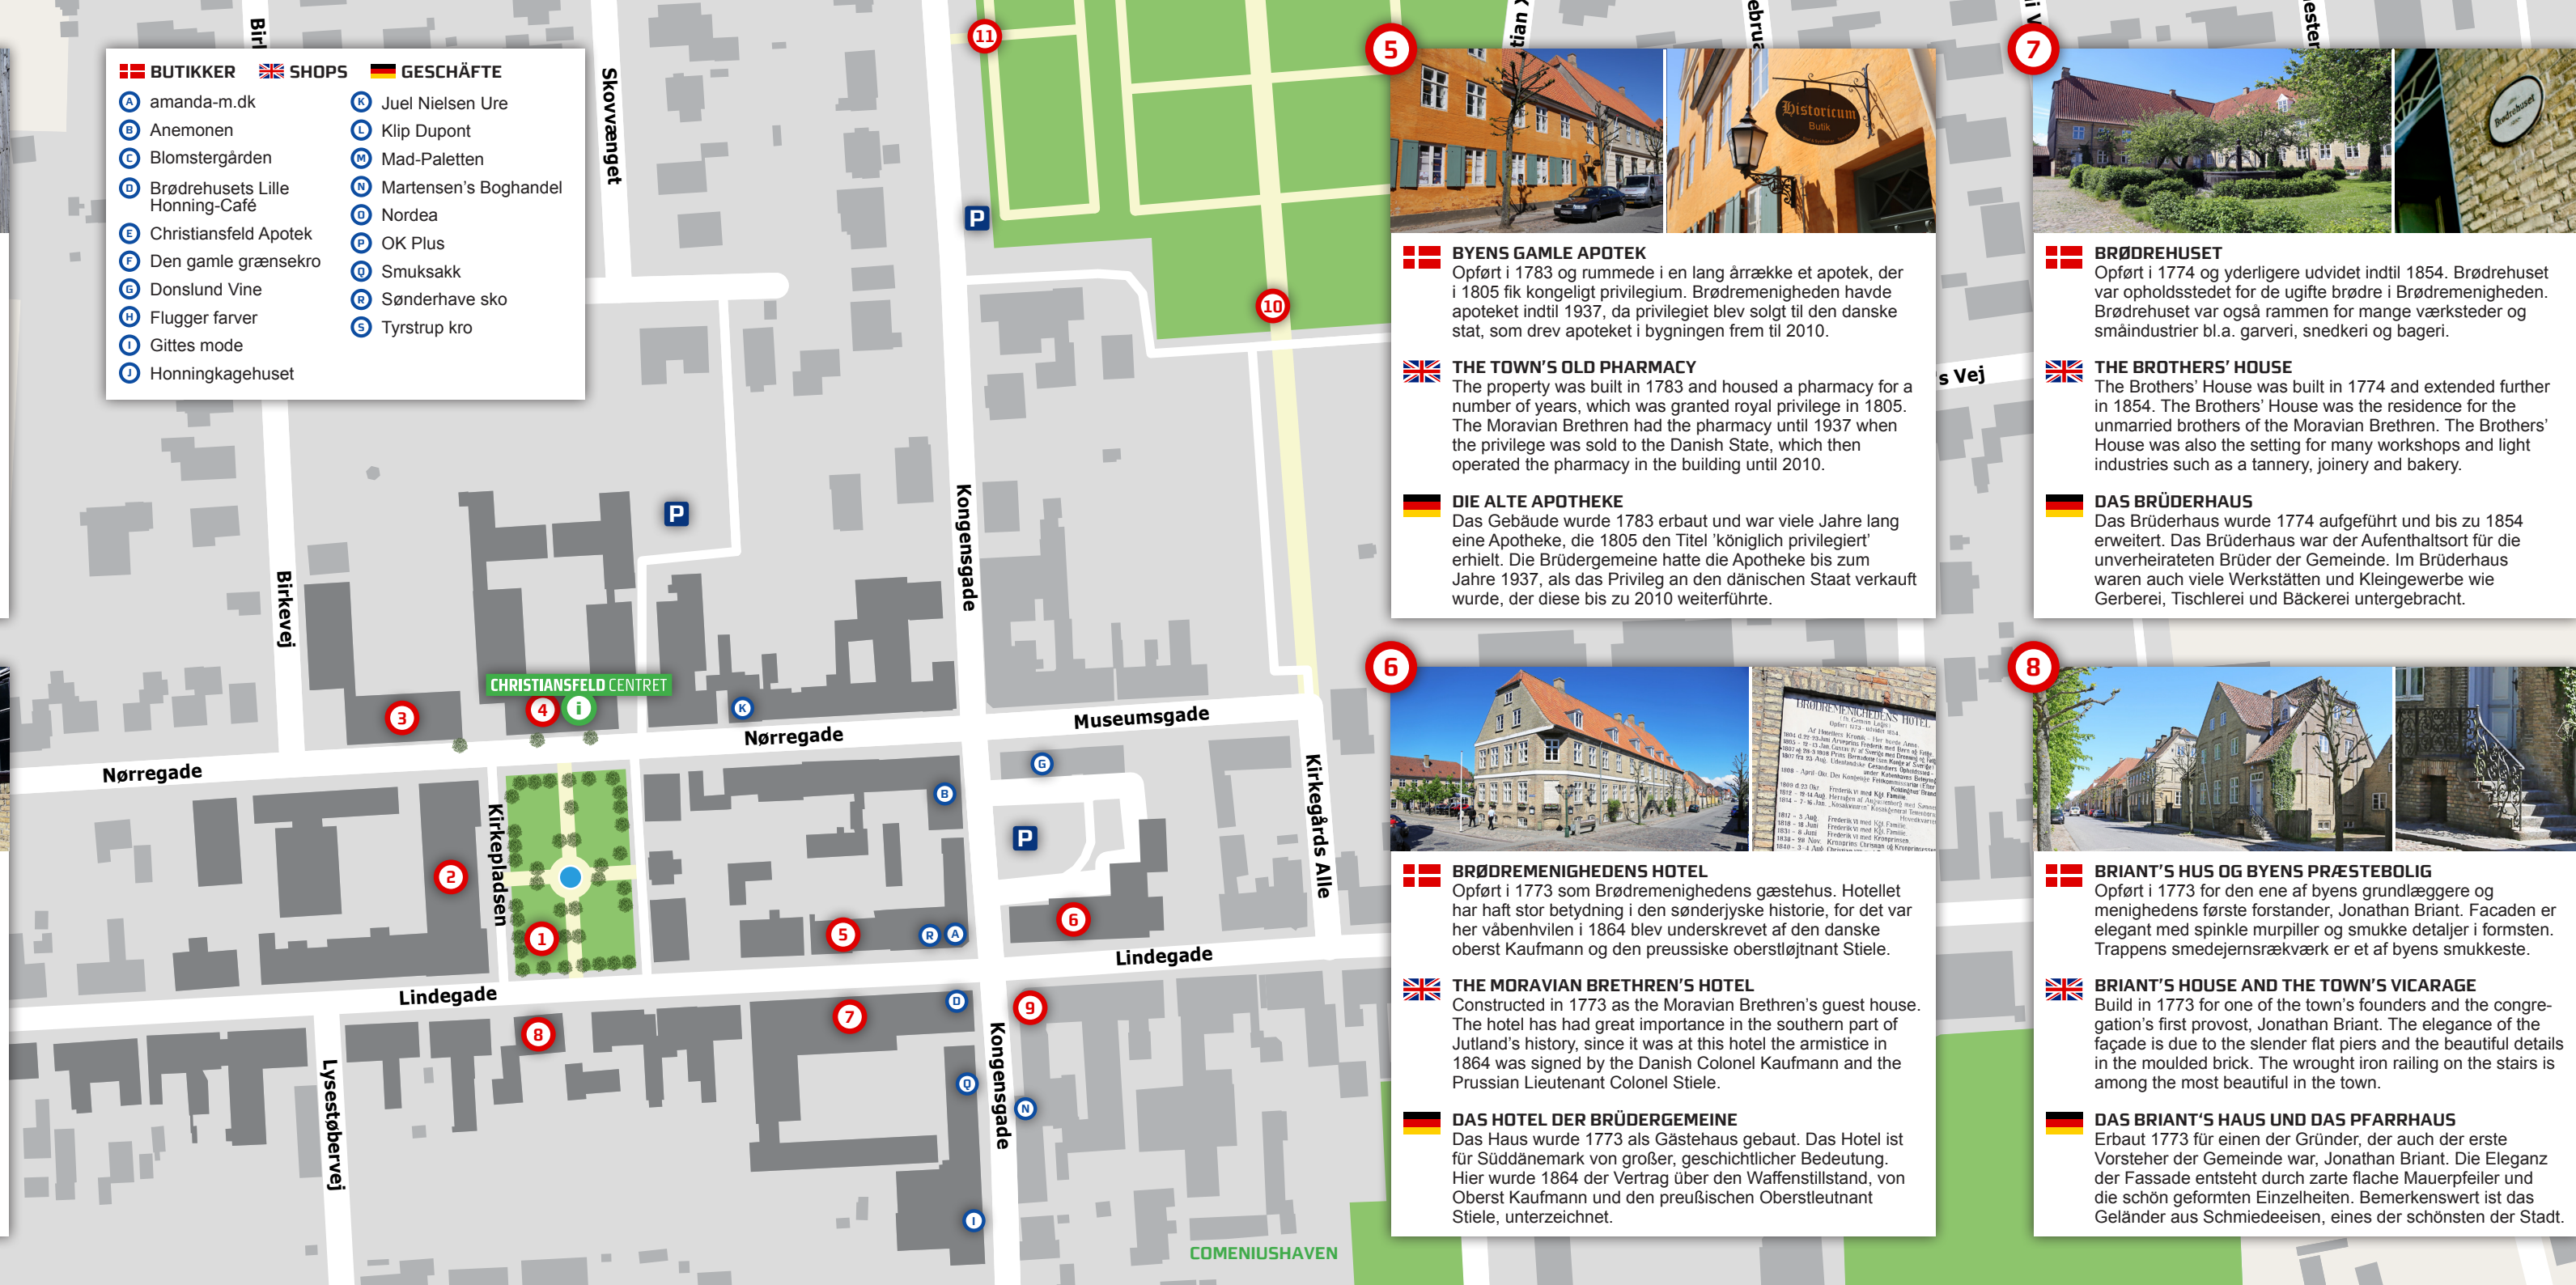 BUTIKKER
SHOPS
GESCHÄFTE
A amanda-m.dk
B Anemonen
C Blomstergården
D Brødrehusets Lille
Honning-Café
E Christiansfeld Apotek
F Den gamle grænsekro
G Donslund Vine
H Flugger farver
I Gittes mode
J Honningkagehuset
K Juel Nielsen Ure
L Klip Dupont
M Mad-Paletten
N Martensen's Boghandel
O Nordea
P OK Plus
Q Smuksakk
R Sønderhave sko
S Tyrstrup kro
Skovvænget
11
P
10
P
Kongensgade
Birkevej
CHRISTIANSFELD CENTRET
3
4
i
K
Nørregade
Museumsgade
Nørregade
G
B
P
Kirkepladsen
Kirkegårds Alle
2
1
5
R
A
6
Lindegade
Lindegade
D
9
7
8
Kongensgade
Lysestøbervej
Q
N
I
COMENIUSHAVEN
s Vej
5
Historicum
Butik
BYENS GAMLE APOTEK
Opført i 1783 og rummede i en lang årrække et apotek, der
i 1805 fik kongeligt privilegium. Brødremenigheden havde
apoteket indtil 1937, da privilegiet blev solgt til den danske
stat, som drev apoteket i bygningen frem til 2010.
THE TOWN'S OLD PHARMACY
The property was built in 1783 and housed a pharmacy for a
number of years, which was granted royal privilege in 1805.
The Moravian Brethren had the pharmacy until 1937 when
the privilege was sold to the Danish State, which then
operated the pharmacy in the building until 2010.
DIE ALTE APOTHEKE
Das Gebäude wurde 1783 erbaut und war viele Jahre lang
eine Apotheke, die 1805 den Titel 'königlich privilegiert'
erhielt. Die Brüdergemeine hatte die Apotheke bis zum
Jahre 1937, als das Privileg an den dänischen Staat verkauft
wurde, der diese bis zu 2010 weiterführte.
6
BRØDREMENIGHEDENS HOTEL
BRØDREMENIGHEDENS HOTEL
Opført i 1773 som Brødremenighedens gæstehus. Hotellet
har haft stor betydning i den sønderjyske historie, for det var
her våbenhvilen i 1864 blev underskrevet af den danske
oberst Kaufmann og den preussiske oberstløjtnant Stiele.
THE MORAVIAN BRETHREN'S HOTEL
Constructed in 1773 as the Moravian Brethren's guest house.
The hotel has had great importance in the southern part of
Jutland's history, since it was at this hotel the armistice in
1864 was signed by the Danish Colonel Kaufmann and the
Prussian Lieutenant Colonel Stiele.
DAS HOTEL DER BRÜDERGEMEINE
Das Haus wurde 1773 als Gästehaus gebaut. Das Hotel ist
für Süddänemark von großer, geschichtlicher Bedeutung.
Hier wurde 1864 der Vertrag über den Waffenstillstand, von
Oberst Kaufmann und den preußischen Oberstleutnant
Stiele, unterzeichnet.
7
Brødrehuset
BRØDREHUSET
Opført i 1774 og yderligere udvidet indtil 1854. Brødrehuset
var opholdsstedet for de ugifte brødre i Brødremenigheden.
Brødrehuset var også rammen for mange værksteder og
småindustrier bl.a. garveri, snedkeri og bageri.
THE BROTHERS' HOUSE
The Brothers' House was built in 1774 and extended further
in 1854. The Brothers' House was the residence for the
unmarried brothers of the Moravian Brethren. The Brothers'
House was also the setting for many workshops and light
industries such as a tannery, joinery and bakery.
DAS BRÜDERHAUS
Das Brüderhaus wurde 1774 aufgeführt und bis zu 1854
erweitert. Das Brüderhaus war der Aufenthaltsort für die
unverheirateten Brüder der Gemeinde. Im Brüderhaus
waren auch viele Werkstätten und Kleingewerbe wie
Gerberei, Tischlerei und Bäckerei untergebracht.
8
BRIANT'S HUS OG BYENS PRÆSTEBOLIG
Opført i 1773 for den ene af byens grundlæggere og
menighedens første forstander, Jonathan Briant. Facaden er
elegant med spinkle murpiller og smukke detaljer i formsten.
Trappens smedejernsrækværk er et af byens smukkeste.
BRIANT'S HOUSE AND THE TOWN'S VICARAGE
Build in 1773 for one of the town's founders and the congre-
gation's first provost, Jonathan Briant. The elegance of the
façade is due to the slender flat piers and the beautiful details
in the moulded brick. The wrought iron railing on the stairs is
among the most beautiful in the town.
DAS BRIANT'S HAUS UND DAS PFARRHAUS
Erbaut 1773 für einen der Gründer, der auch der erste
Vorsteher der Gemeinde war, Jonathan Briant. Die Eleganz
der Fassade entsteht durch zarte flache Mauerpfeiler und
die schön geformten Einzelheiten. Bemerkenswert ist das
Geländer aus Schmiedeeisen, eines der schönsten der Stadt.